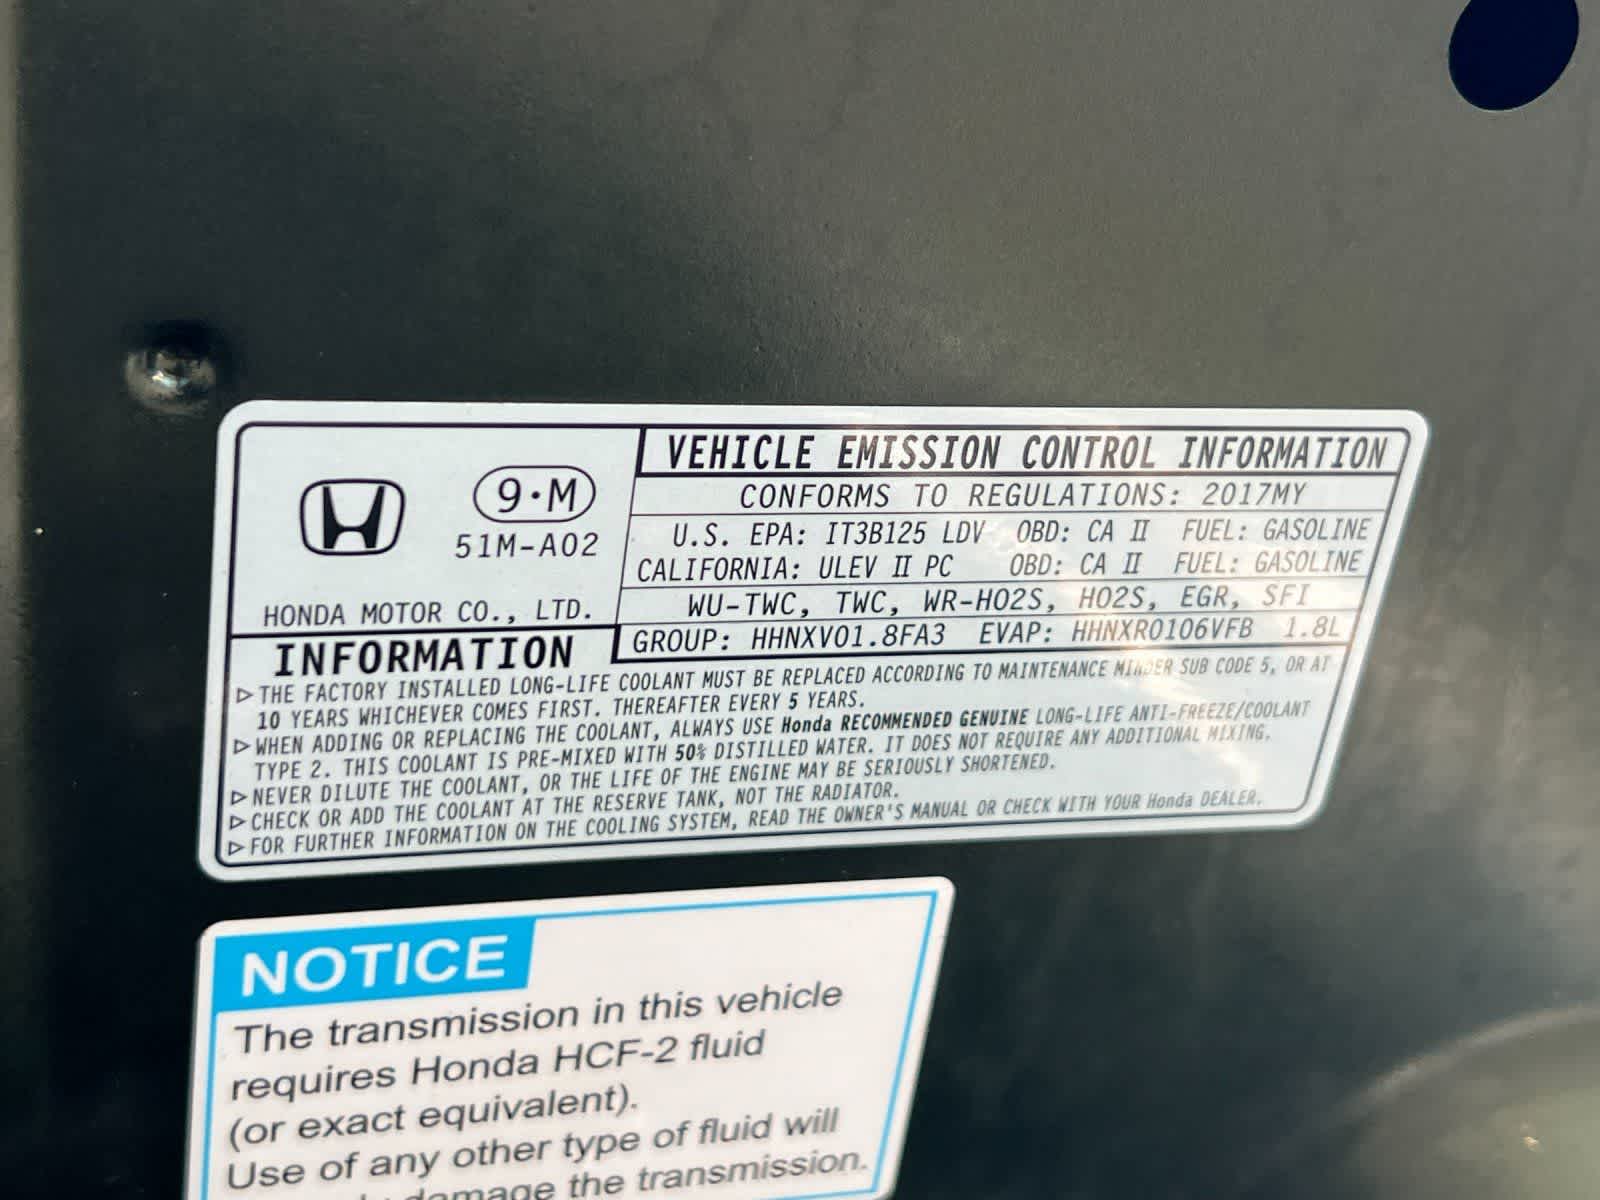 9·M
51M-A02
HONDA MOTOR CO., LTD.
VEHICLE EMISSION CONTROL INFORMATION
CONFORMS TO REGULATIONS: 2017MY
U.S. EPA: IT3B125 LDV OBD: CA II FUEL: GASOLINE
CALIFORNIA: ULEV II PC OBD: CA II FUEL: GASOLINE
WU-TWC, TWC, WR-HO2S, HO2S, EGR, SFI
GROUP: HHNXV01.8FA3 EVAP: HHNXR0106VFB 1.8L
INFORMATION
▷THE FACTORY INSTALLED LONG-LIFE COOLANT MUST BE REPLACED ACCORDING TO MAINTENANCE MINDER SUB CODE 5, OR AT
10 YEARS WHICHEVER COMES FIRST. THEREAFTER EVERY 5 YEARS.
▷WHEN ADDING OR REPLACING THE COOLANT, ALWAYS USE Honda RECOMMENDED GENUINE LONG-LIFE ANTI-FREEZE/COOLANT
TYPE 2. THIS COOLANT IS PRE-MIXED WITH 50% DISTILLED WATER. IT DOES NOT REQUIRE ANY ADDITIONAL MIXING.
▷NEVER DILUTE THE COOLANT, OR THE LIFE OF THE ENGINE MAY BE SERIOUSLY SHORTENED.
▷CHECK OR ADD THE COOLANT AT THE RESERVE TANK, NOT THE RADIATOR.
▷FOR FURTHER INFORMATION ON THE COOLING SYSTEM, READ THE OWNER'S MANUAL OR CHECK WITH YOUR Honda DEALER.
NOTICE
The transmission in this vehicle
requires Honda HCF-2 fluid
(or exact equivalent).
Use of any other type of fluid will
damage the transmission.